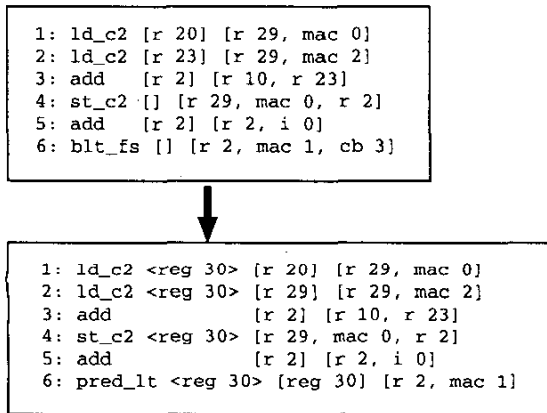 1: ld_c2 [r 20] [r 29, mac 0]
2: ld_c2 [r 23] [r 29, mac 2]
3: add [r 2] [r 10, r 23]
4: st_c2 [] [r 29, mac 0, r 2]
5: add [r 2] [r 2, i 0]
6: blt_fs [] [r 2, mac 1, cb 3]
1: ld_c2 <reg 30> [r 20] [r 29, mac 0]
2: ld_c2 <reg 30> [r 29] [r 29, mac 2]
3: add [r 2] [r 10, r 23]
4: st_c2 <reg 30> [r 29, mac 0, r 2]
5: add [r 2] [r 2, i 0]
6: pred_lt <reg 30> [reg 30] [r 2, mac 1]